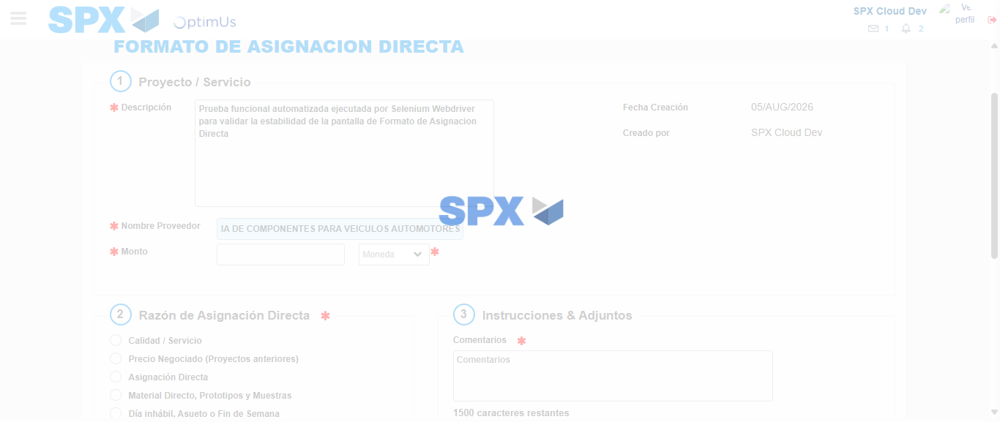 SPX
OptimUs
SPX Cloud Dev
Ve
perfil
1
2
FORMATO DE ASIGNACION DIRECTA
1
Proyecto / Servicio
Descripción
Prueba funcional automatizada ejecutada por Selenium Webdriver
para validar la estabilidad de la pantalla de Formato de Asignacion
Directa
Fecha Creación
05/AUG/2026
Creado por
SPX Cloud Dev
SPX
Nombre Proveedor
IA DE COMPONENTES PARA VEICULOS AUTOMOTORES
Monto
Moneda
2
Razón de Asignación Directa
Calidad / Servicio
Precio Negociado (Proyectos anteriores)
Asignación Directa
Material Directo, Prototipos y Muestras
Día inhábil, Asueto o Fin de Semana
3
Instrucciones & Adjuntos
Comentarios
Comentarios
1500 caracteres restantes